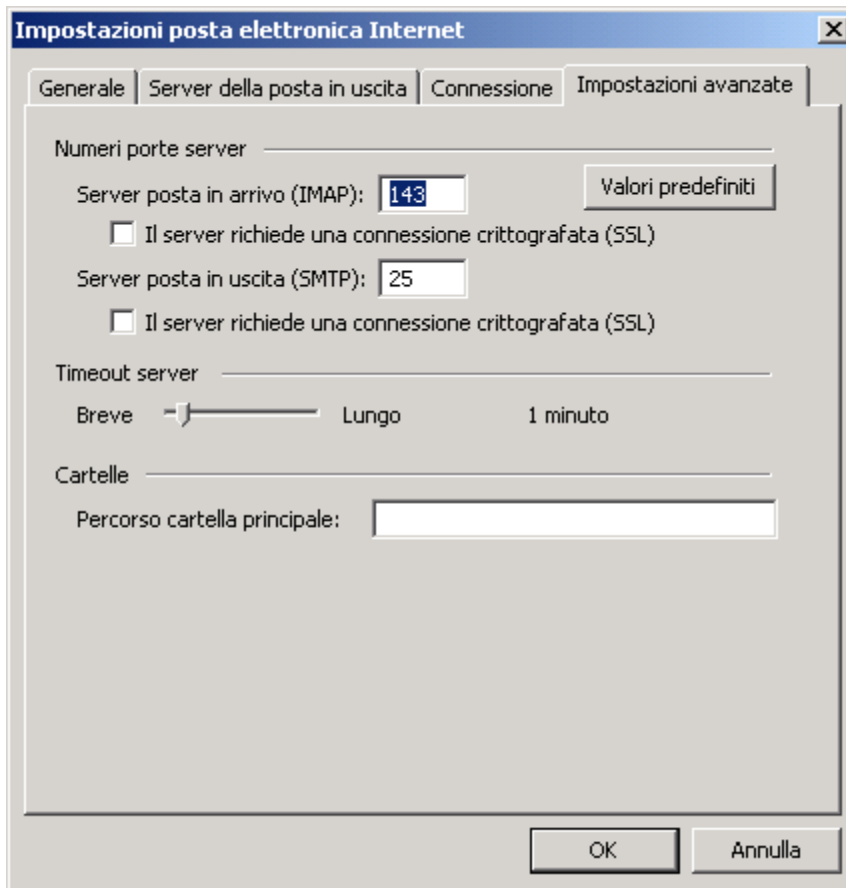 Impostazioni posta elettronica Internet
Generale Server della posta in uscita Connessione Impostazioni avanzate
Numeri porte server
Server posta in arrivo (IMAP): 143 Valori predefiniti
Il server richiede una connessione crittografata (SSL)
Server posta in uscita (SMTP): 25
Il server richiede una connessione crittografata (SSL)
Timeout server
Breve Lungo 1 minuto
Cartelle
Percorso cartella principale:
OK Annulla